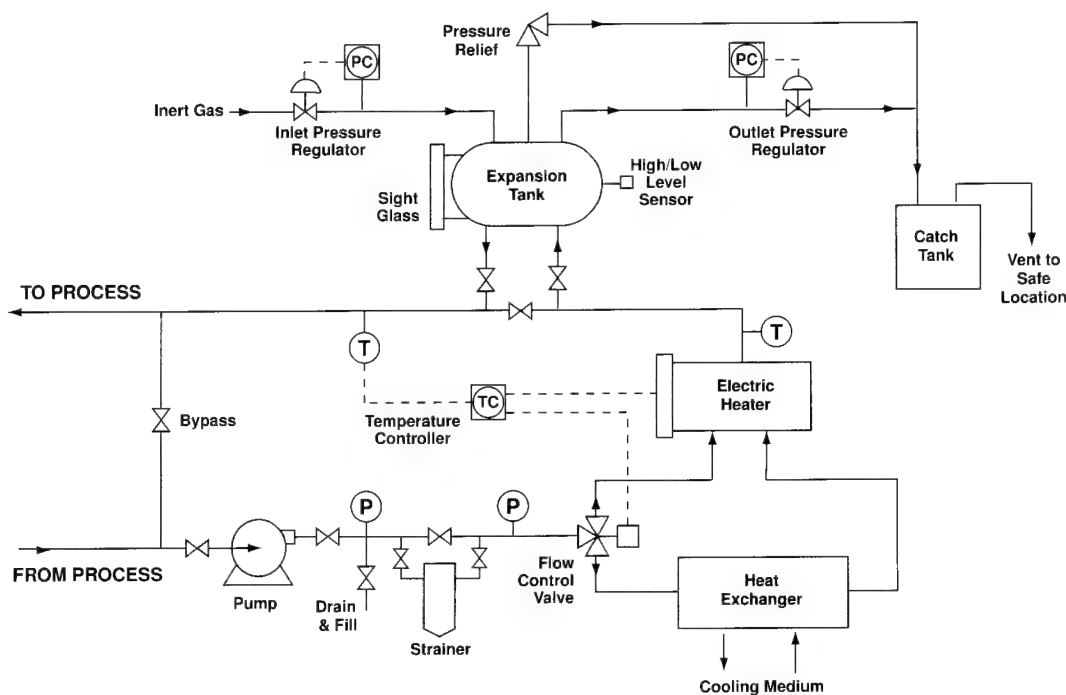 Pressure
Relief
PC
PC
Inert Gas
Inlet Pressure
Regulator
Outlet Pressure
Regulator
Expansion
Tank
High/Low
Level
Sensor
Sight
Glass
Catch
Tank
Vent to
Safe
Location
TO PROCESS
T
T
Electric
Heater
TC
Temperature
Controller
Bypass
P
P
FROM PROCESS
Pump
Drain
& Fill
Strainer
Flow
Control
Valve
Heat
Exchanger
Cooling Medium